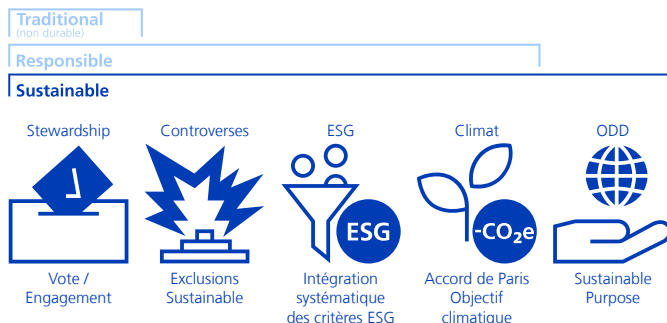 Traditional
(non durable)
Responsible
Sustainable
Stewardship
Controverses
ESG
Climat
ODD
ESG
-CO₂e
Vote /
Engagement
Exclusions
Sustainable
Intégration
systématique
des critères ESG
Accord de Paris
Objectif
climatique
Sustainable
Purpose